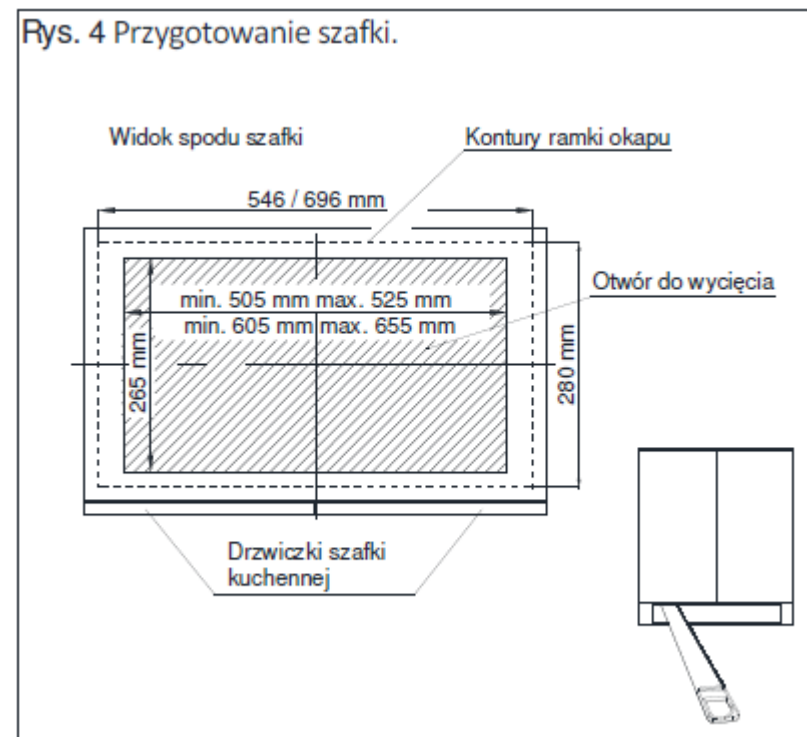 Rys. 4 Przygotowanie szafki.
Widok spodu szafki
Kontury ramki okapu
546 / 696 mm
Otwór do wycięcia
min. 505 mm max. 525 mm
min. 605 mm max. 655 mm
265 mm
280 mm
Drzwiczki szafki
kuchennej